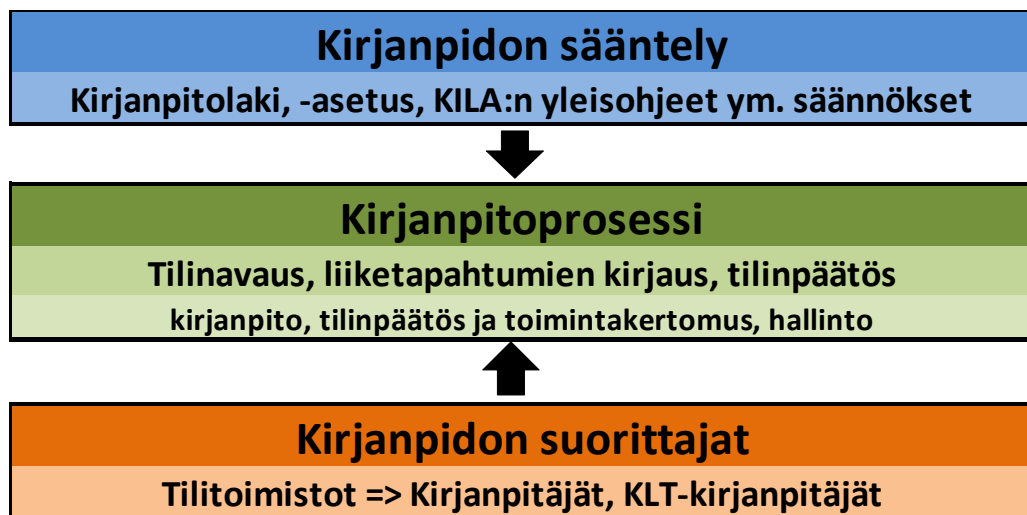 Kirjanpidon sääntely
Kirjanpitolaki, -asetus, KILA:n yleisohjeet ym. säännökset
Kirjanpitoprosessi
Tilinavaus, liiketapahtumien kirjaus, tilinpäätös
kirjanpito, tilinpäätös ja toimintakertomus, hallinto
Kirjanpidon suorittajat
Tilitoimistot => Kirjanpitäjät, KLT-kirjanpitäjät